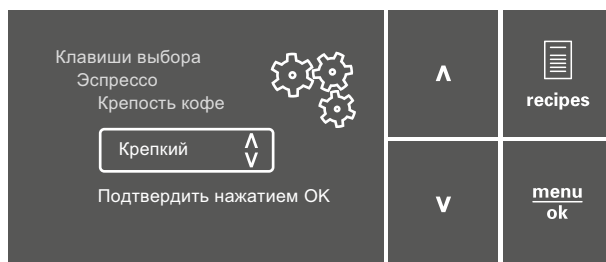 Клавиши выбора
Эспрессо
Крепость кофе
Крепкий
Подтвердить нажатием OK
recipes
menu
ok